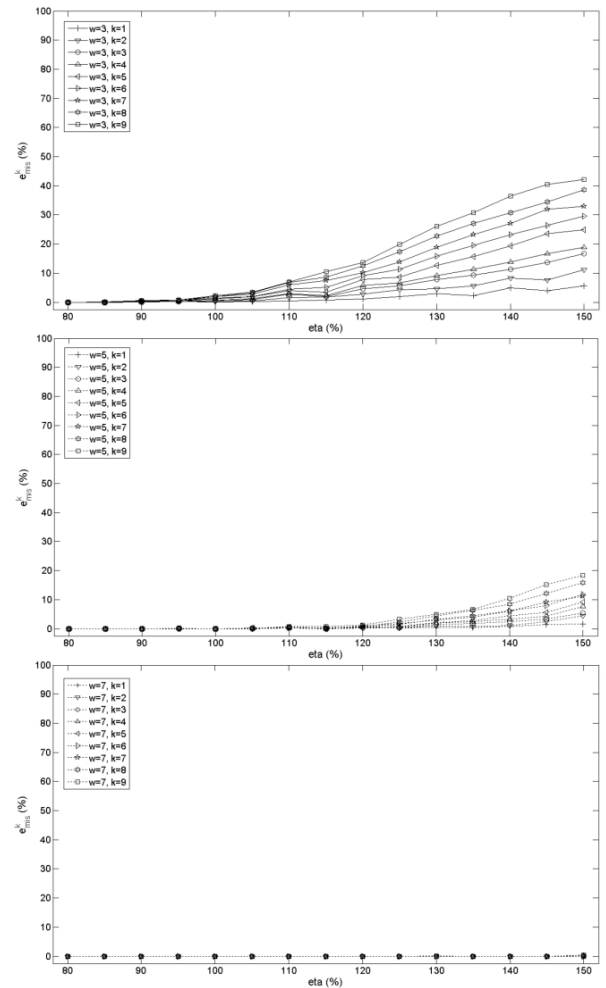 100
90
80
70
60
50
40
30
20
10
0
e^k_mis (%)
w=3, k=1
w=3, k=2
w=3, k=3
w=3, k=4
w=3, k=5
w=3, k=6
w=3, k=7
w=3, k=8
w=3, k=9
80 90 100 110 120 130 140 150
eta (%)
100
90
80
70
60
50
40
30
20
10
0
e^k_mis (%)
w=5, k=1
w=5, k=2
w=5, k=3
w=5, k=4
w=5, k=5
w=5, k=6
w=5, k=7
w=5, k=8
w=5, k=9
80 90 100 110 120 130 140 150
eta (%)
100
90
80
70
60
50
40
30
20
10
0
e^k_mis (%)
w=7, k=1
w=7, k=2
w=7, k=3
w=7, k=4
w=7, k=5
w=7, k=6
w=7, k=7
w=7, k=8
w=7, k=9
80 90 100 110 120 130 140 150
eta (%)